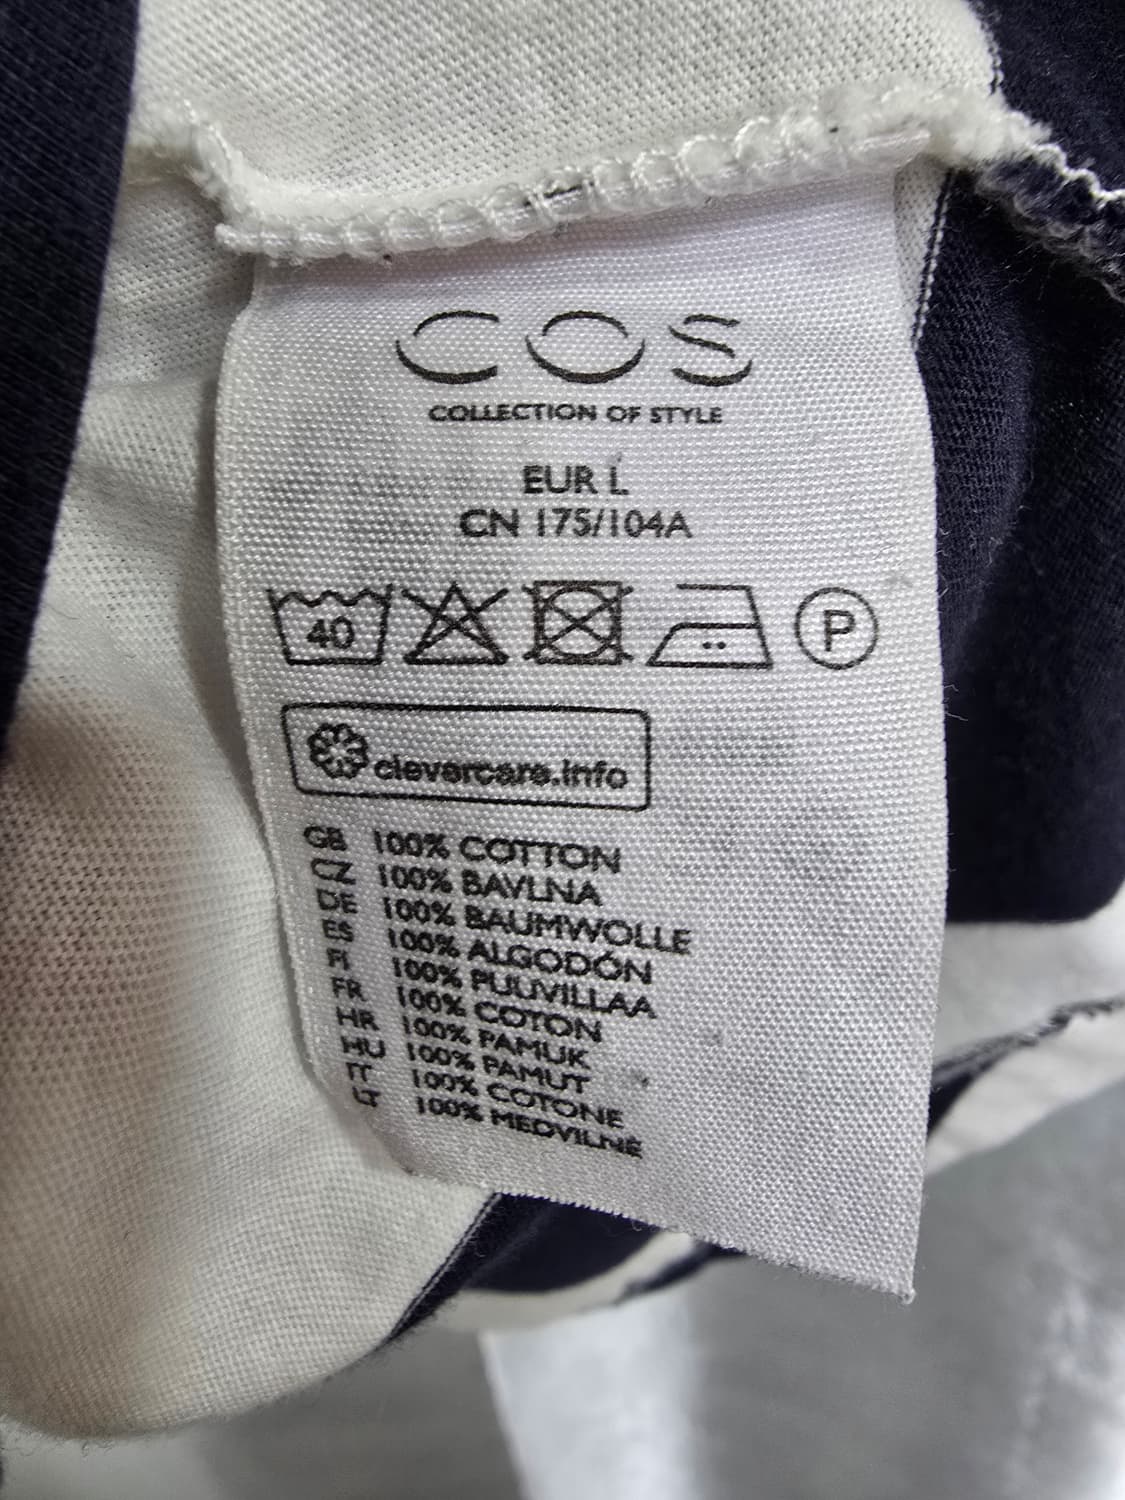 COS
COLLECTION OF STYLE
EUR L
CN 175/104A
40 P
clevercare.info
GB 100% COTTON
CZ 100% BAVLNA
DE 100% BAUMWOLLE
ES 100% ALGODÓN
FI 100% PUUVILLAA
FR 100% COTON
HR 100% PAMUK
HU 100% PAMUT
IT 100% COTONE
LT 100% MEDVILNĖ